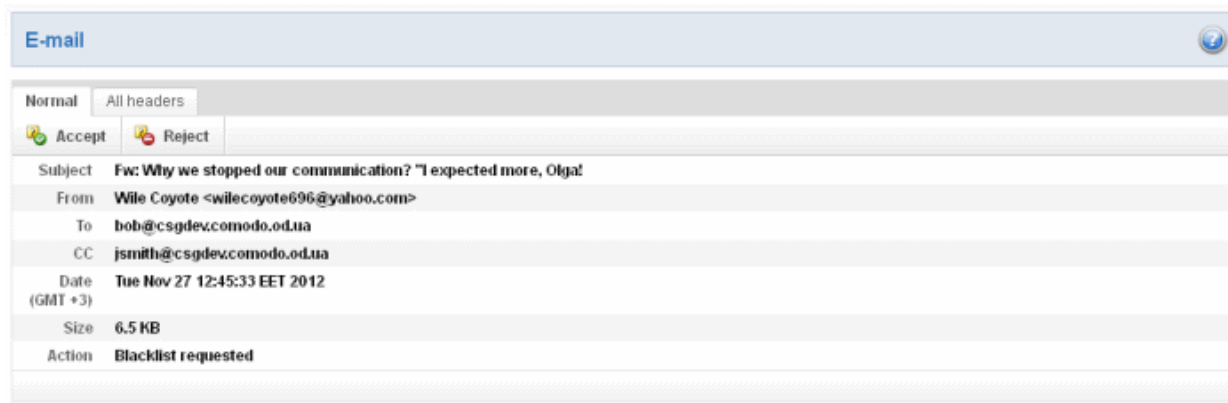 E-mail
Normal All headers
Accept Reject
Subject Fw: Why we stopped our communication? "I expected more, Olga!
From Wile Coyote <wilecoyote696@yahoo.com>
To bob@csgdev.comodo.od.ua
CC jsmith@csgdev.comodo.od.ua
Date Tue Nov 27 12:45:33 EET 2012
(GMT +3)
Size 6.5 KB
Action Blacklist requested